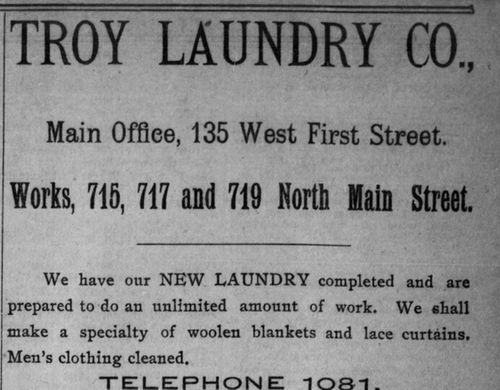 TROY LAUNDRY CO.,
Main Office, 135 West First Street.
Works, 715, 717 and 719 North Main Street.
We have our NEW LAUNDRY completed and are
prepared to do an unlimited amount of work. We shall
make a specialty of woolen blankets and lace curtains.
Men's clothing cleaned.
TELEPHONE 1081.